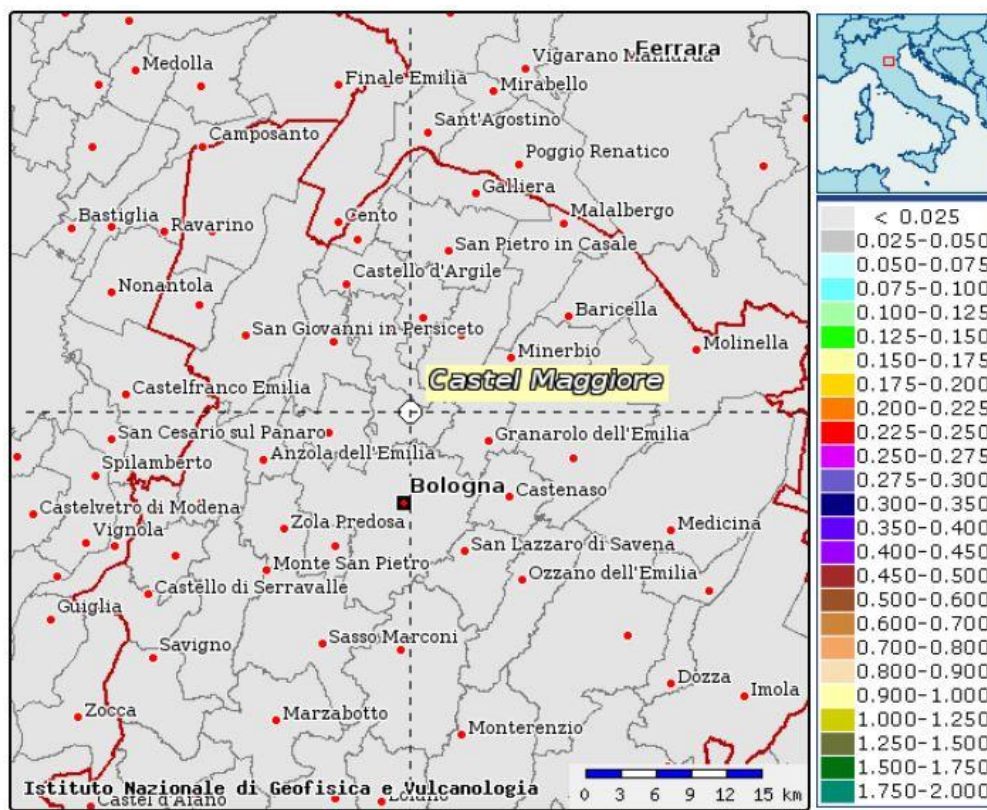 Ferrara
Vigarano Mainarda
Medolla
Finale Emilia
Mirabello
Sant'Agostino
Camposanto
Poggio Renatico
Galliera
Bastiglia
Ravarino
Cento
Malalbergo
San Pietro in Casale
Castello d'Argile
Nonantola
Baricella
San Giovanni in Persiceto
Molinella
Minerbio
Castel Maggiore
Castelfranco Emilia
San Cesario sul Panaro
Granarolo dell'Emilia
Anzola dell'Emilia
Spilamberto
Bologna
Castenaso
Castelvetro di Modena
Zola Predosa
Vignola
Medicina
San Lazzaro di Savena
Monte San Pietro
Ozzano dell'Emilia
Castello di Serravalle
Guiglia
Sasso Marconi
Savigno
Dozza
Imola
Zocca
Marzabotto
Monterenzio
Istituto Nazionale di Geofisica e Vulcanologia
0 3 6 9 12 15 km
Castel d'Aiano
Loiano
< 0.025
0.025-0.050
0.050-0.075
0.075-0.100
0.100-0.125
0.125-0.150
0.150-0.175
0.175-0.200
0.200-0.225
0.225-0.250
0.250-0.275
0.275-0.300
0.300-0.350
0.350-0.400
0.400-0.450
0.450-0.500
0.500-0.600
0.600-0.700
0.700-0.800
0.800-0.900
0.900-1.000
1.000-1.250
1.250-1.500
1.500-1.750
1.750-2.000